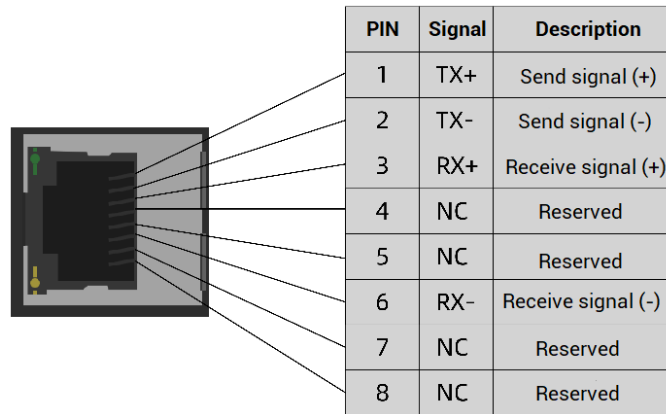 PIN Signal Description
1 TX+ Send signal (+)
2 TX- Send signal (-)
3 RX+ Receive signal (+)
4 NC Reserved
5 NC Reserved
6 RX- Receive signal (-)
7 NC Reserved
8 NC Reserved